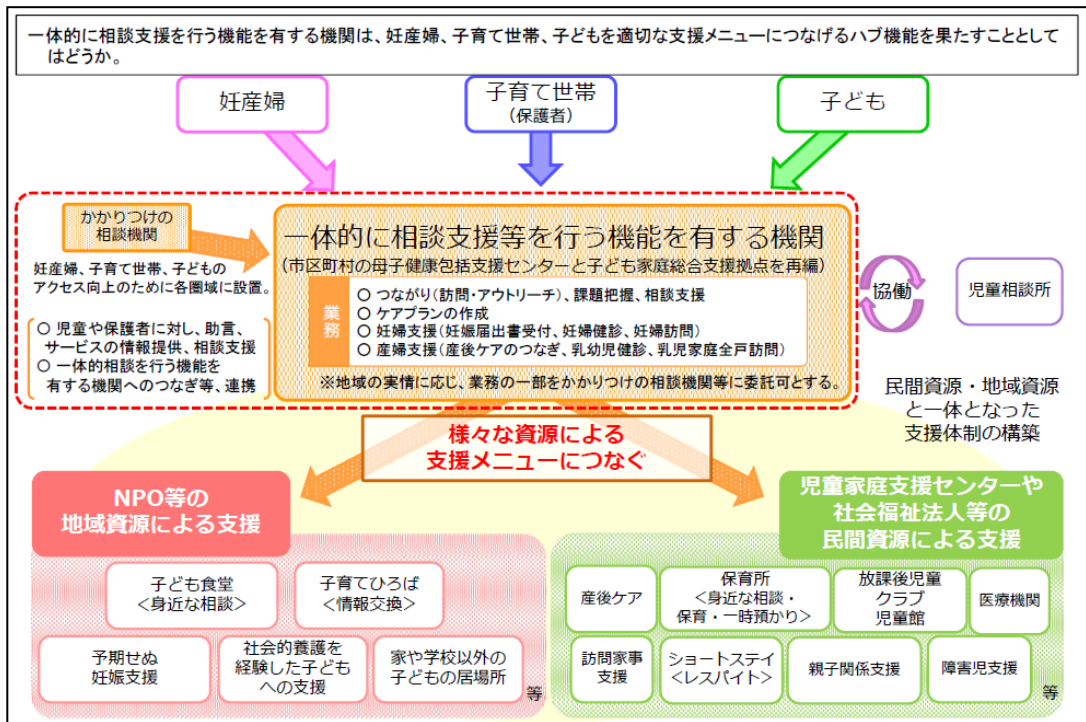 一体的に相談支援を行う機能を有する機関は、妊産婦、子育て世帯、子どもを適切な支援メニューにつなげるハブ機能を果たすこととして
はどうか。
妊産婦
子育て世帯
(保護者)
子ども
かかりつけの
相談機関
妊産婦、子育て世帯、子どもの
アクセス向上のために各圏域に設置。
○ 児童や保護者に対し、助言、
サービスの情報提供、相談支援
○ 一体的相談を行う機能を
有する機関へのつなぎ等、連携
一体的に相談支援等を行う機能を有する機関
(市区町村の母子健康包括支援センターと子ども家庭総合支援拠点を再編)
業務
○ つながり(訪問・アウトリーチ)、課題把握、相談支援
○ ケアプランの作成
○ 妊婦支援(妊娠届出書受付、妊婦健診、妊婦訪問)
○ 産婦支援(産後ケアのつなぎ、乳幼児健診、乳児家庭全戸訪問)
※地域の実情に応じ、業務の一部をかかりつけの相談機関等に委託可とする。
協働
児童相談所
民間資源・地域資源
と一体となった
支援体制の構築
様々な資源による
支援メニューにつなぐ
NPO等の
地域資源による支援
子ども食堂
<身近な相談>
子育てひろば
<情報交換>
予期せぬ
妊娠支援
社会的養護を
経験した子ども
への支援
家や学校以外の
子どもの居場所
等
児童家庭支援センターや
社会福祉法人等の
民間資源による支援
産後ケア
保育所
<身近な相談・
保育・一時預かり>
放課後児童
クラブ
児童館
医療機関
訪問家事
支援
ショートステイ
<レスパイト>
親子関係支援
障害児支援
等